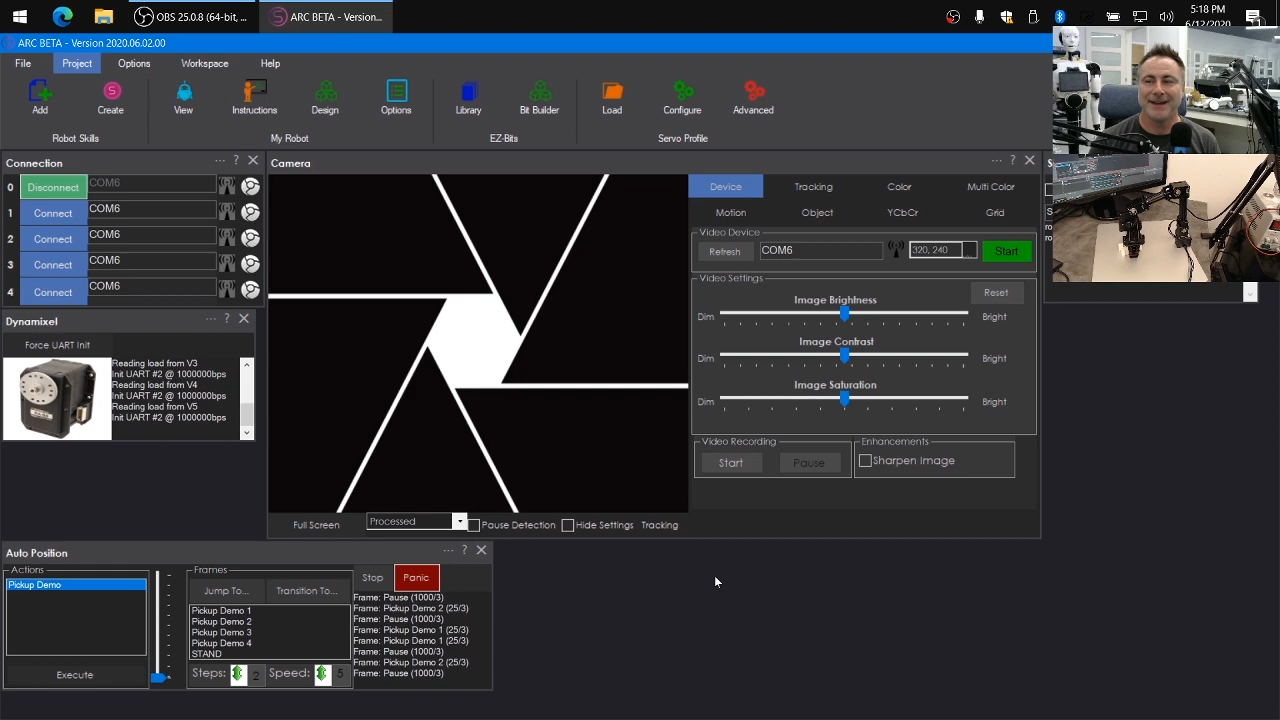 OBS 25.0.8 (64-bit, ...
ARC BETA - Version...
5:18 PM
6/12/2020
ARC BETA - Version 2020.06.02.00
File Project Options Workspace Help
Add Create View Instructions Design Options Library Bit Builder Load Configure Advanced
Robot Skills My Robot EZ-Bits Servo Profile
Connection
0 Disconnect COM6
1 Connect COM6
2 Connect COM6
3 Connect COM6
4 Connect COM6
Dynamixel
Force UART Init
Reading load from V3
Init UART #2 @ 1000000bps
Reading load from V4
Init UART #2 @ 1000000bps
Reading load from V5
Init UART #2 @ 1000000bps
Camera
Device Tracking Color Multi Color
Motion Object YCbCr Grid
Video Device
Refresh COM6 320, 240 Start
Video Settings
Reset
Image Brightness
Dim Bright
Image Contrast
Dim Bright
Image Saturation
Dim Bright
Video Recording
Start Pause
Enhancements
Sharpen Image
Full Screen Processed Pause Detection Hide Settings Tracking
Auto Position
Actions
Pickup Demo
Execute
Frames
Jump To... Transition To...
Pickup Demo 1
Pickup Demo 2
Pickup Demo 3
Pickup Demo 4
STAND
Steps: 2 Speed: 5
Stop Panic
Frame: Pause (1000/3)
Frame: Pickup Demo 2 (25/3)
Frame: Pause (1000/3)
Frame: Pickup Demo 1 (25/3)
Frame: Pickup Demo 1 (25/3)
Frame: Pause (1000/3)
Frame: Pickup Demo 2 (25/3)
Frame: Pause (1000/3)